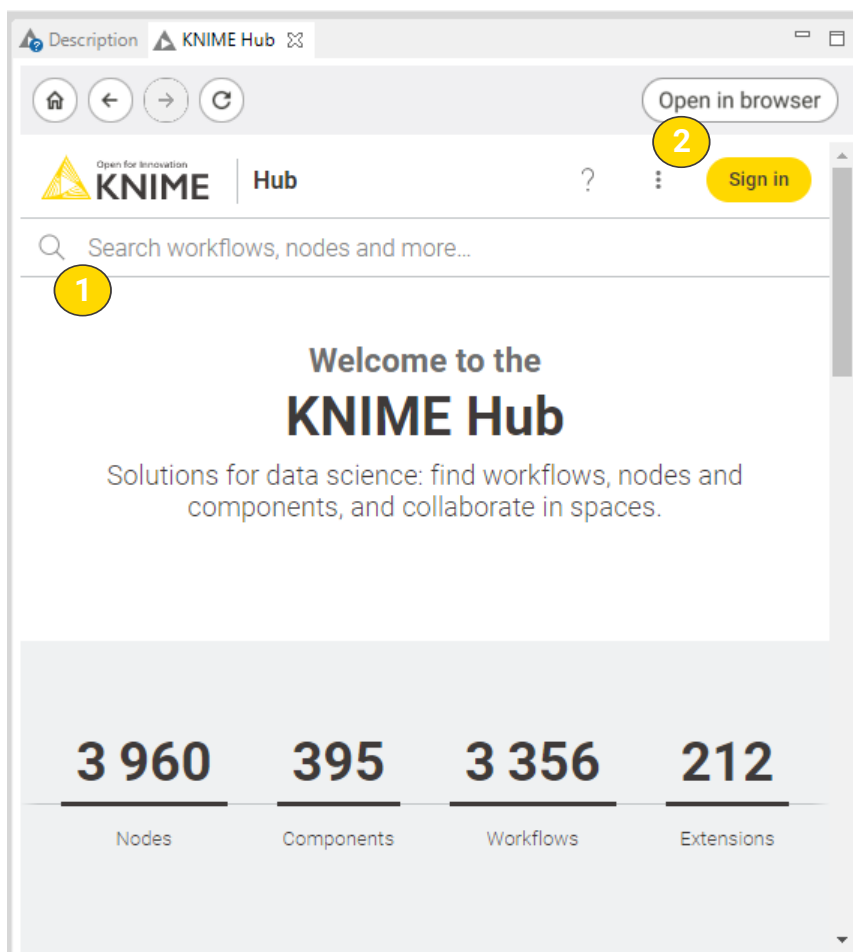 Description KNIME Hub
Open in browser
2
Open for Innovation
KNIME Hub ? Sign in
Search workflows, nodes and more...
1
Welcome to the
KNIME Hub
Solutions for data science: find workflows, nodes and
components, and collaborate in spaces.
3 960 395 3 356 212
Nodes Components Workflows Extensions